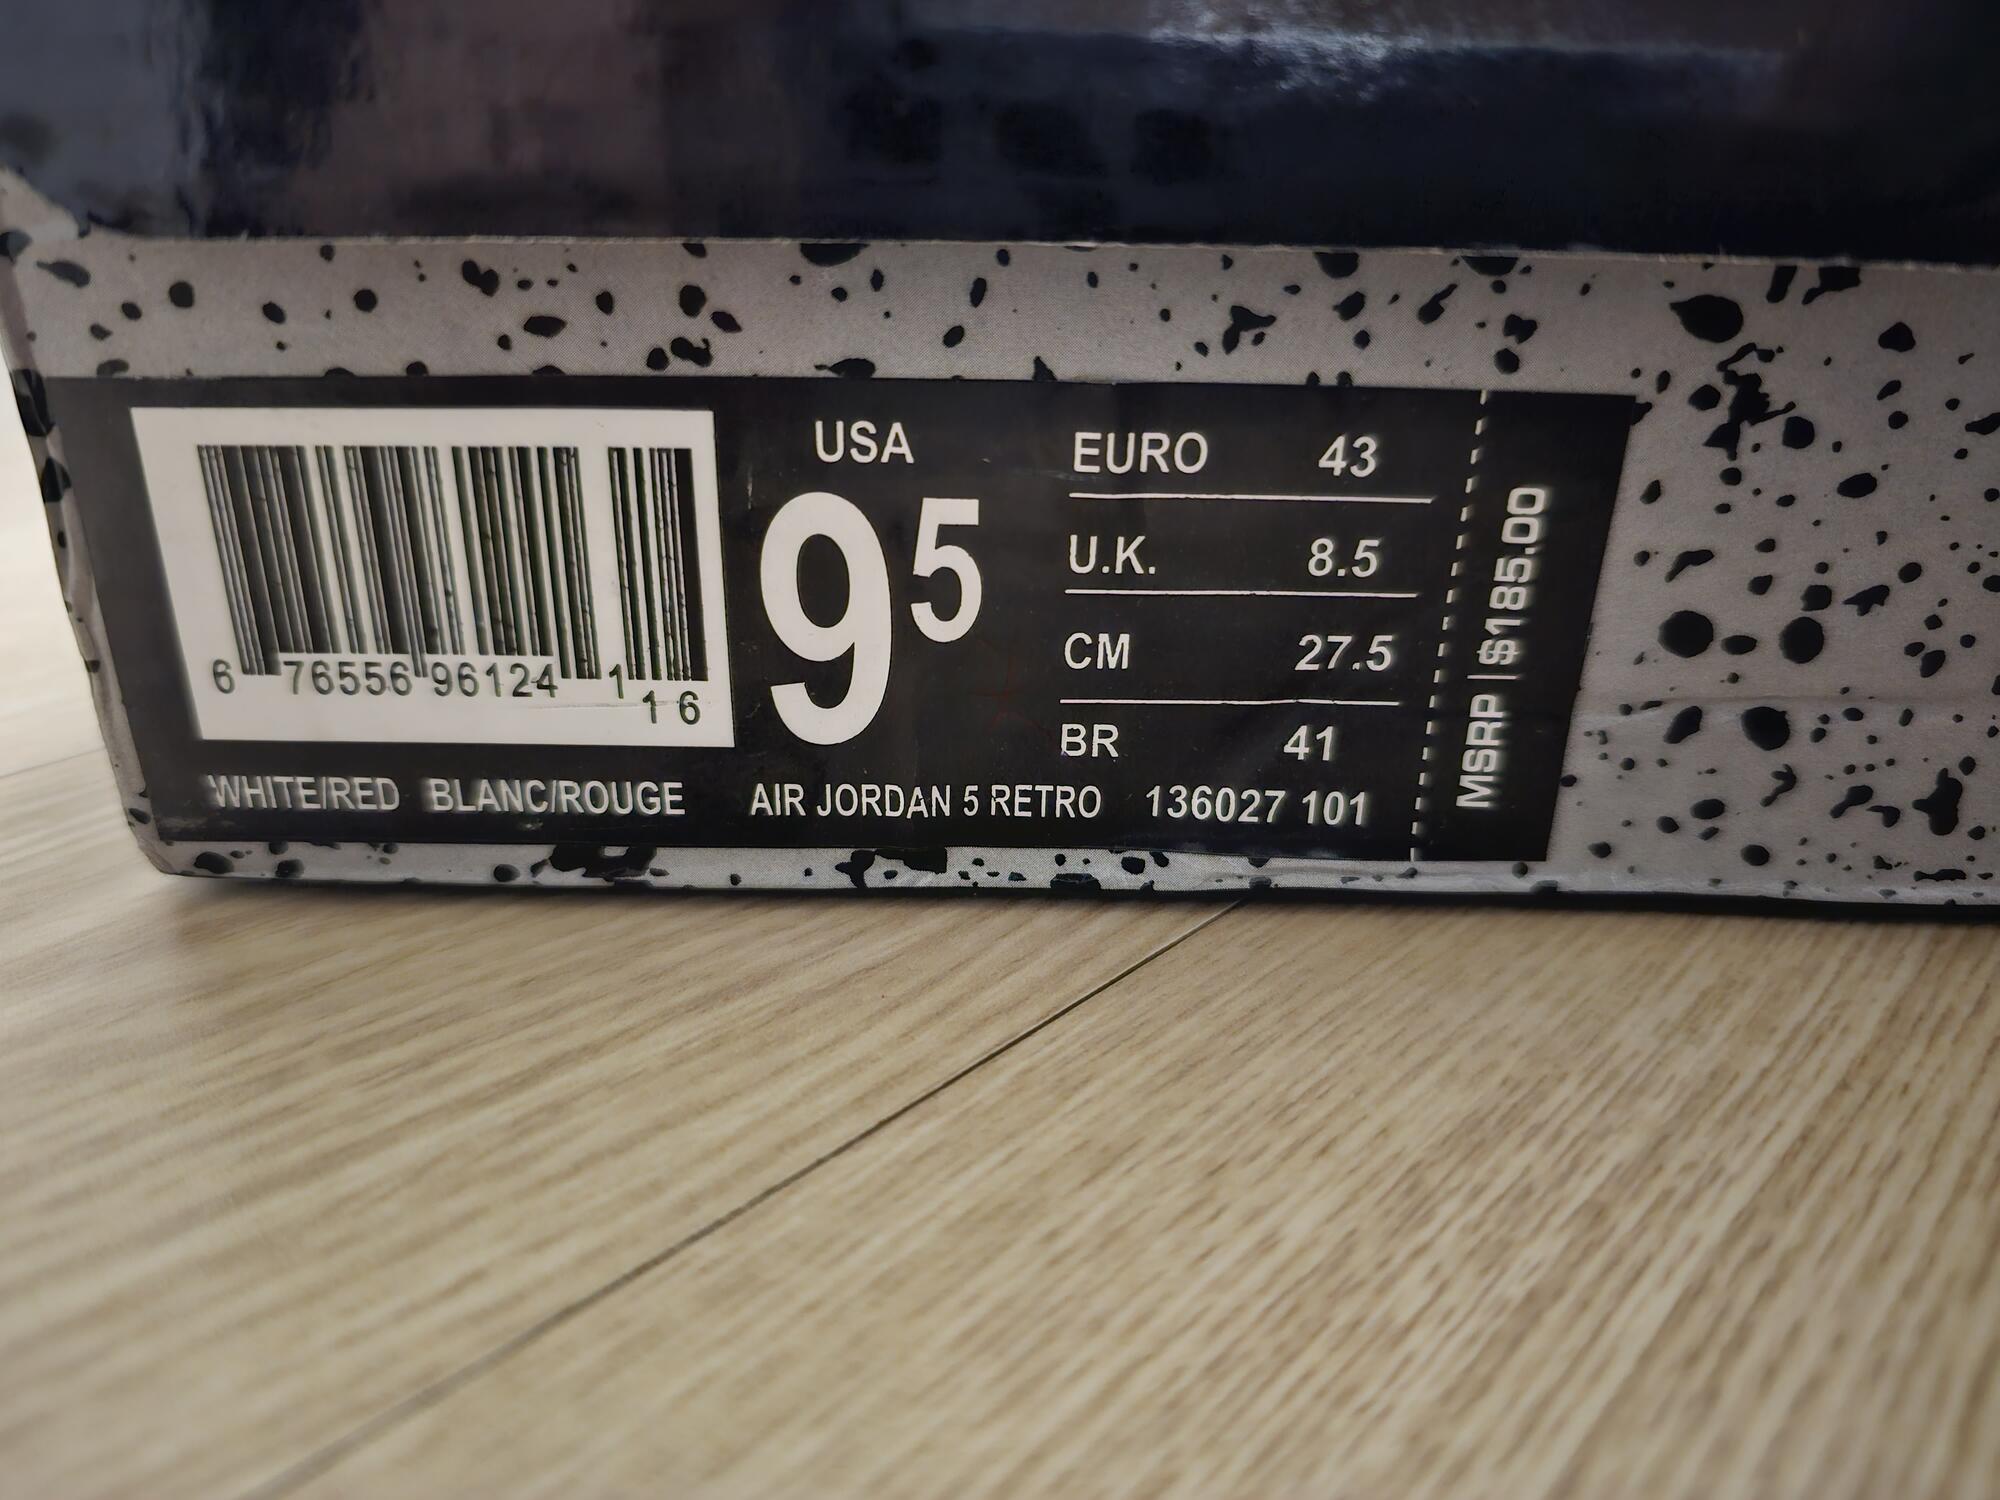 6 76556 96124 1
16
USA
9 5
EURO 43
U.K. 8.5
CM 27.5
BR 41
WHITE/RED BLANC/ROUGE AIR JORDAN 5 RETRO 136027 101
MSRP | $185.00